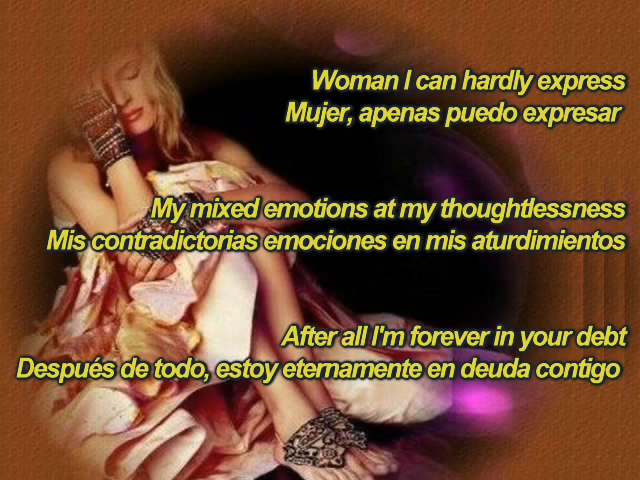 Woman I can hardly express
Mujer, apenas puedo expresar
My mixed emotions at my thoughtlessness
Mis contradictorias emociones en mis aturdimientos
After all I'm forever in your debt
Después de todo, estoy eternamente en deuda contigo